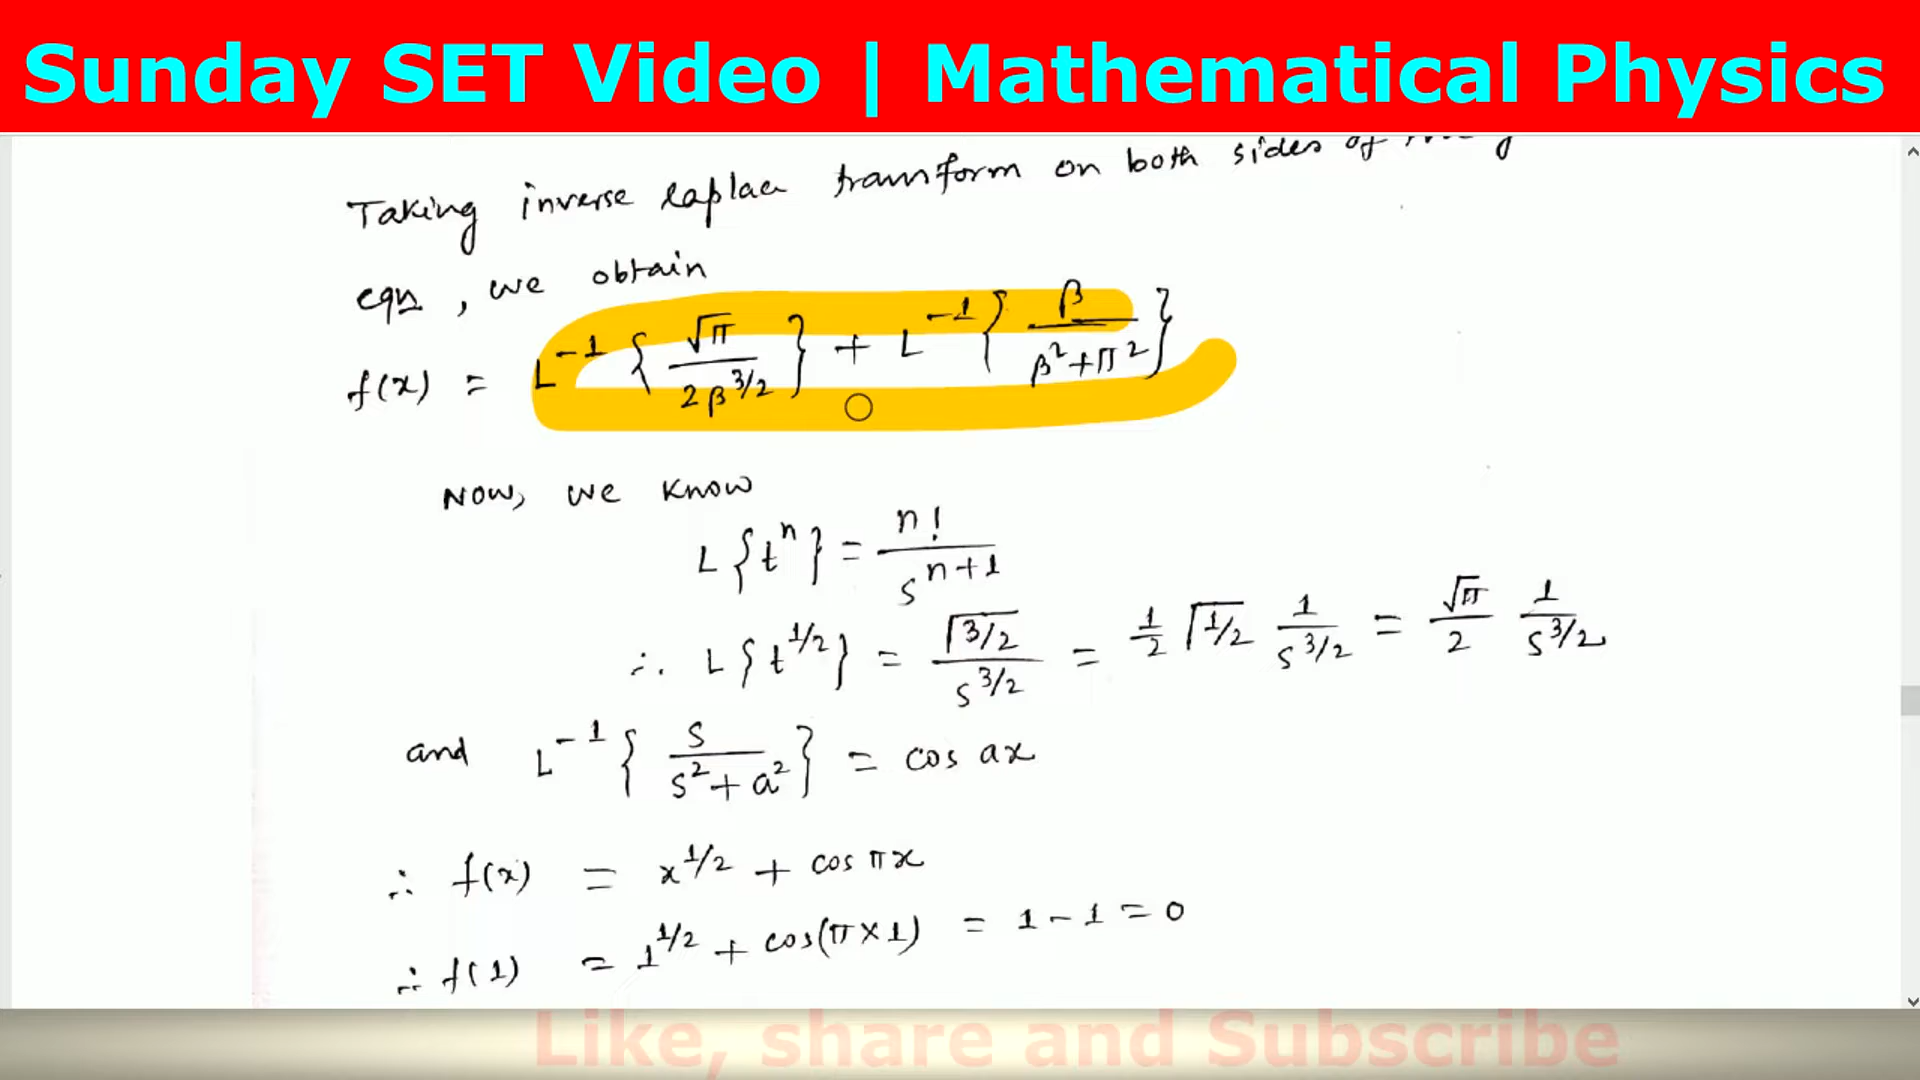 Sunday SET Video | Mathematical Physics
Taking inverse laplace transform on both sides of
eqn, we obtain
f(x) = L⁻¹{√π / 2β^3/2} + L⁻¹{β / β²+π²}
Now, we know
L{tⁿ} = n! / s^n+1
∴ L{t^1/2} = Γ3/2 / s^3/2 = 1/2 Γ1/2 1/s^3/2 = √π/2 1/s^3/2
and L⁻¹{s / s²+a²} = cos ax
∴ f(x) = x^1/2 + cos πx
∴ f(1) = 1^1/2 + cos(π×1) = 1-1 = 0
Like, share and Subscribe